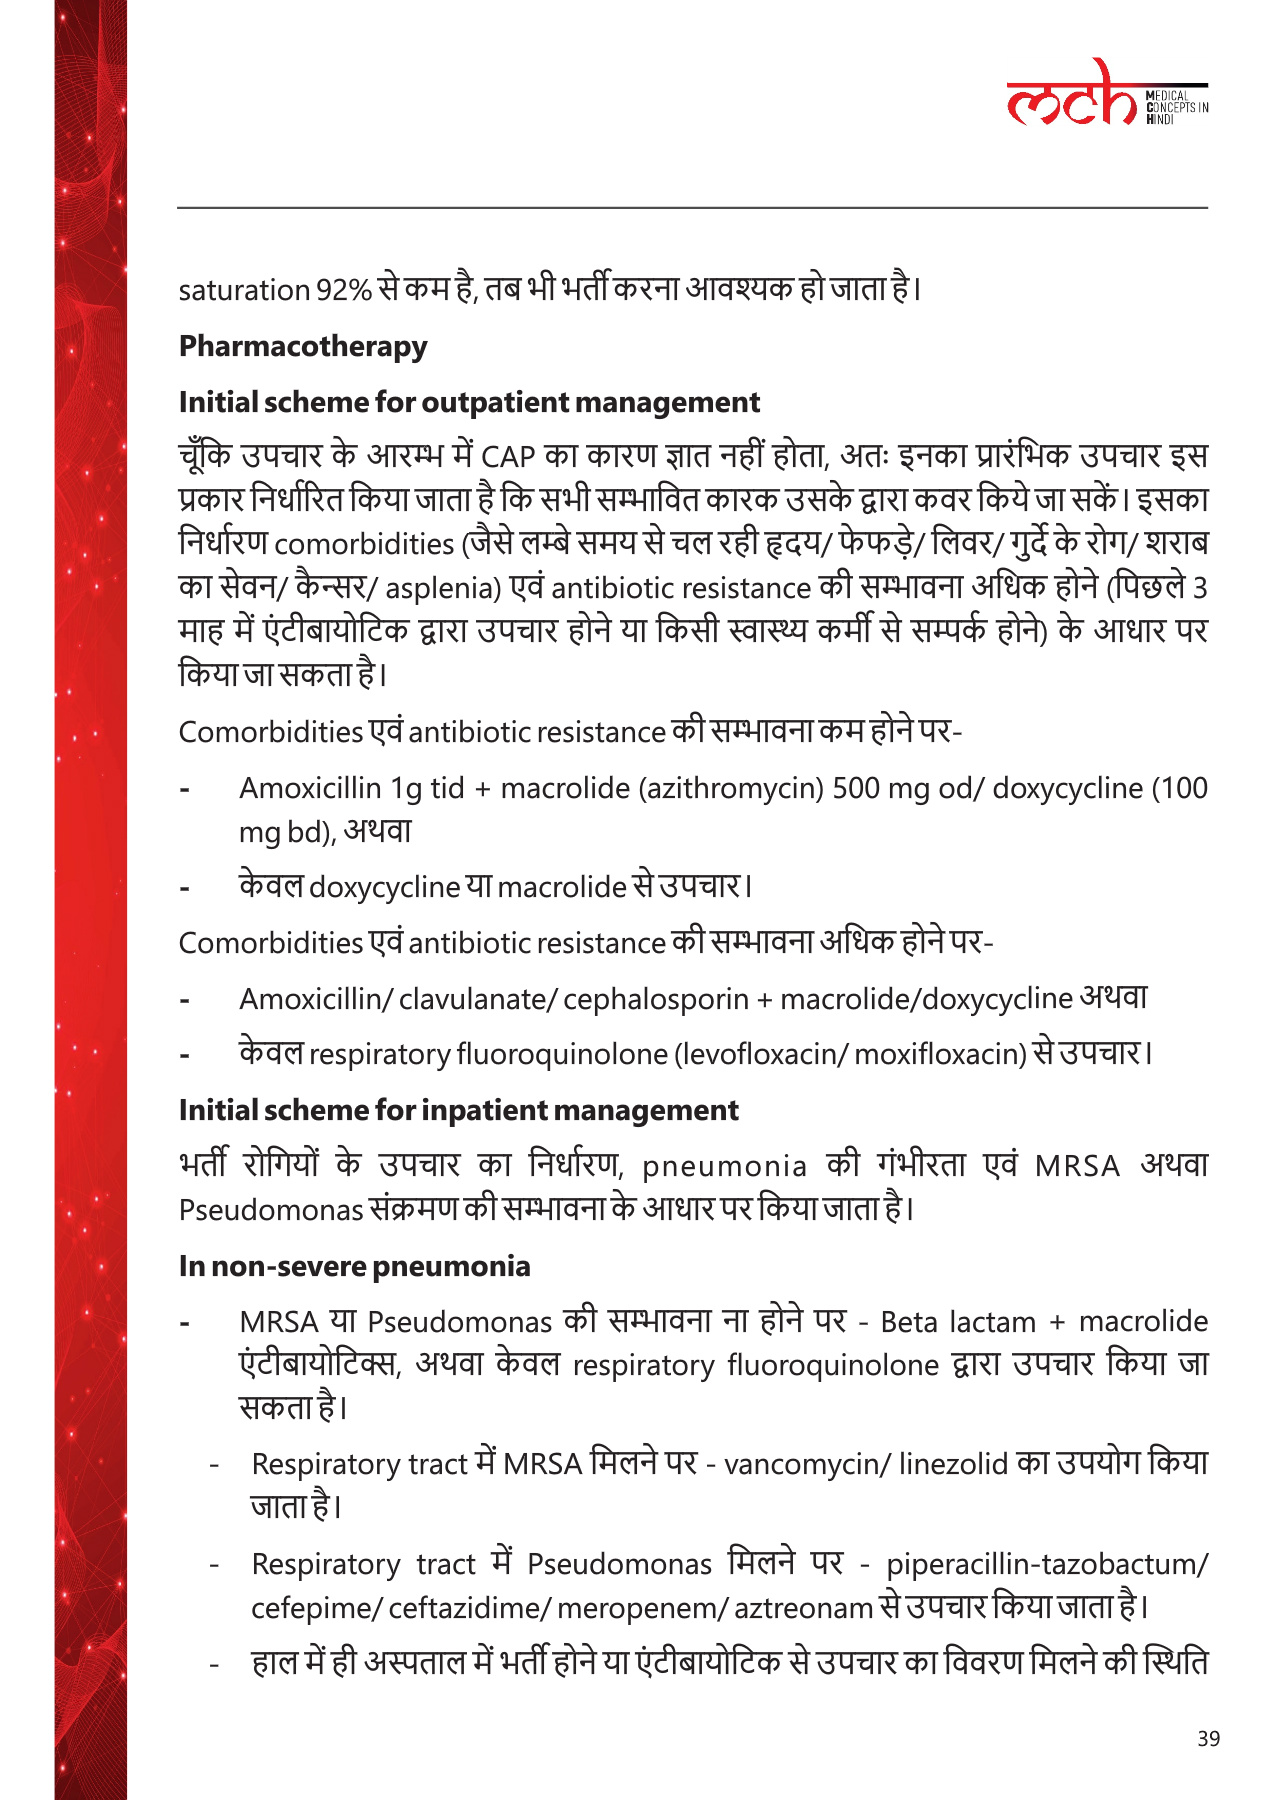 mch MEDICAL
CONCEPTS IN
HINDI
saturation 92% से कम है, तब भी भर्ती करना आवश्यक हो जाता है।
Pharmacotherapy
Initial scheme for outpatient management
चूँकि उपचार के आरम्भ में CAP का कारण ज्ञात नहीं होता, अतः इनका प्रारंभिक उपचार इस
प्रकार निर्धारित किया जाता है कि सभी सम्भावित कारक उसके द्वारा कवर किये जा सकें। इसका
निर्धारण comorbidities (जैसे लम्बे समय से चल रही हृदय/ फेफड़े/ लिवर/ गुर्दे के रोग/ शराब
का सेवन/ कैन्सर/ asplenia) एवं antibiotic resistance की सम्भावना अधिक होने (पिछले 3
माह में एंटीबायोटिक द्वारा उपचार होने या किसी स्वास्थ्य कर्मी से सम्पर्क होने) के आधार पर
किया जा सकता है।
Comorbidities एवं antibiotic resistance की सम्भावना कम होने पर-
- Amoxicillin 1g tid + macrolide (azithromycin) 500 mg od/ doxycycline (100
mg bd), अथवा
- केवल doxycycline या macrolide से उपचार।
Comorbidities एवं antibiotic resistance की सम्भावना अधिक होने पर-
- Amoxicillin/ clavulanate/ cephalosporin + macrolide/doxycycline अथवा
- केवल respiratory fluoroquinolone (levofloxacin/ moxifloxacin) से उपचार।
Initial scheme for inpatient management
भर्ती रोगियों के उपचार का निर्धारण, pneumonia की गंभीरता एवं MRSA अथवा
Pseudomonas संक्रमण की सम्भावना के आधार पर किया जाता है।
In non-severe pneumonia
- MRSA या Pseudomonas की सम्भावना ना होने पर - Beta lactam + macrolide
एंटीबायोटिक्स, अथवा केवल respiratory fluoroquinolone द्वारा उपचार किया जा
सकता है।
- Respiratory tract में MRSA मिलने पर - vancomycin/ linezolid का उपयोग किया
जाता है।
- Respiratory tract में Pseudomonas मिलने पर - piperacillin-tazobactum/
cefepime/ ceftazidime/ meropenem/ aztreonam से उपचार किया जाता है।
- हाल में ही अस्पताल में भर्ती होने या एंटीबायोटिक से उपचार का विवरण मिलने की स्थिति
39